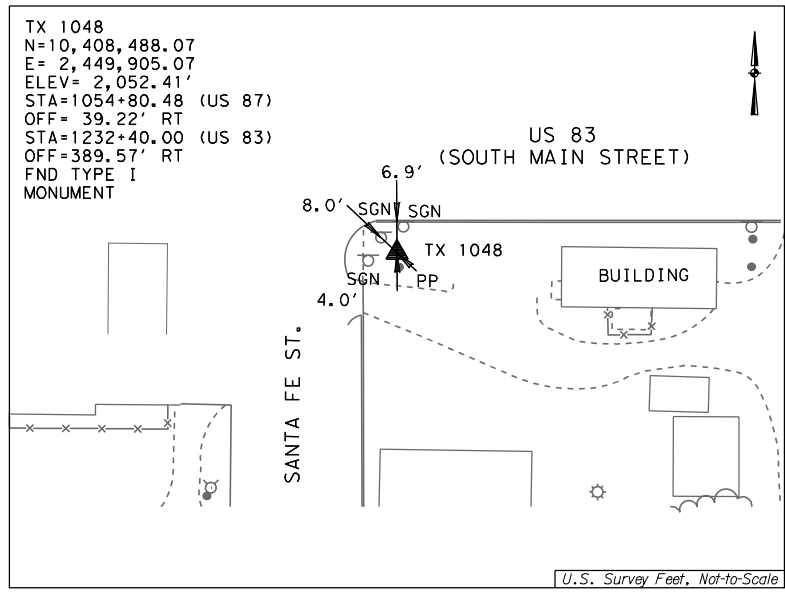 TX 1048
N=10,408,488.07
E= 2,449,905.07
ELEV= 2,052.41'
STA=1054+80.48 (US 87)
OFF= 39.22' RT
STA=1232+40.00 (US 83)
OFF=389.57' RT
FND TYPE I
MONUMENT
US 83
(SOUTH MAIN STREET)
6.9'
8.0'
SGN
SGN
TX 1048
BUILDING
SGN
PP
4.0'
SANTA FE ST.
U.S. Survey Feet, Not-to-Scale